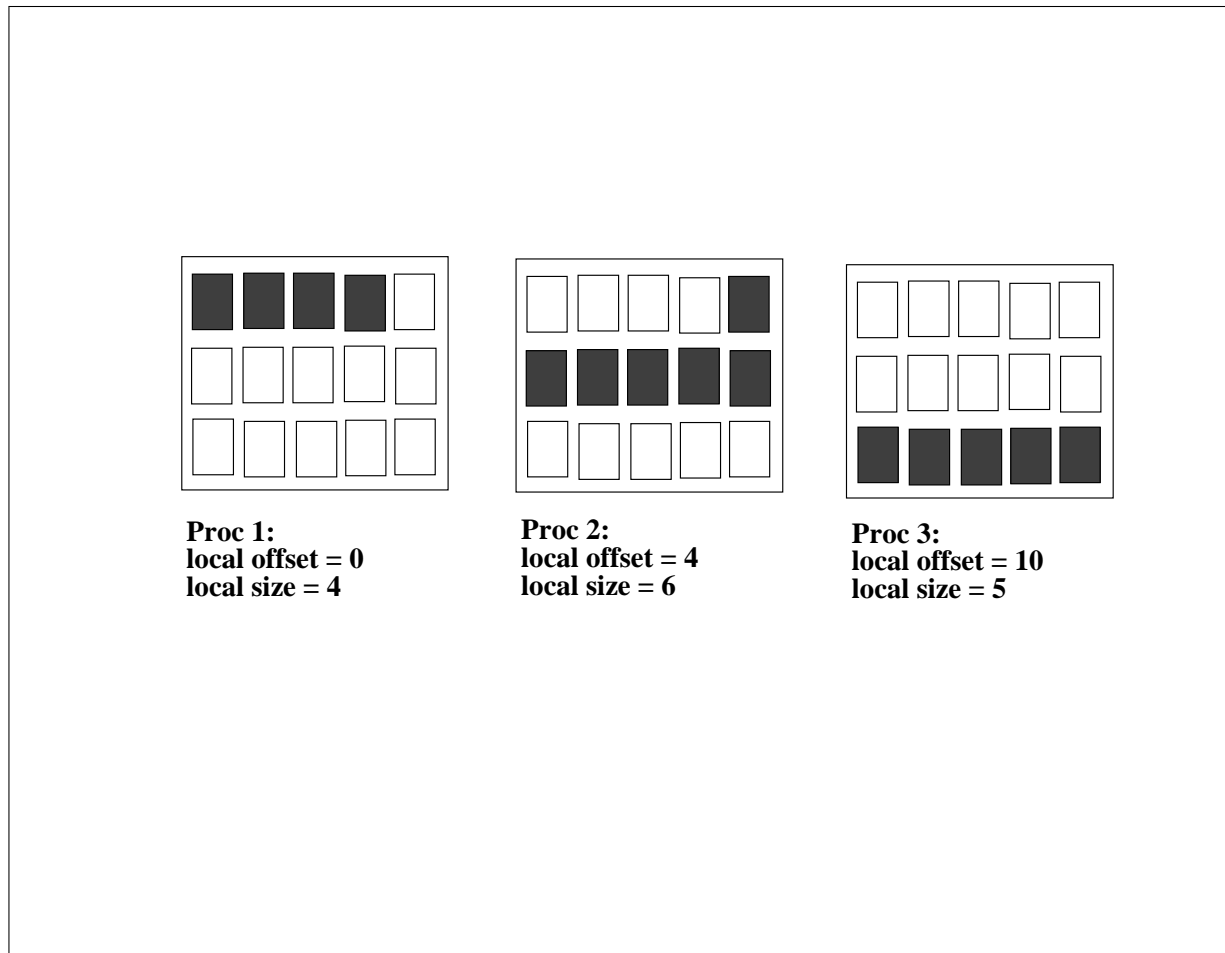 Proc 1:
local offset = 0
local size = 4
Proc 2:
local offset = 4
local size = 6
Proc 3:
local offset = 10
local size = 5